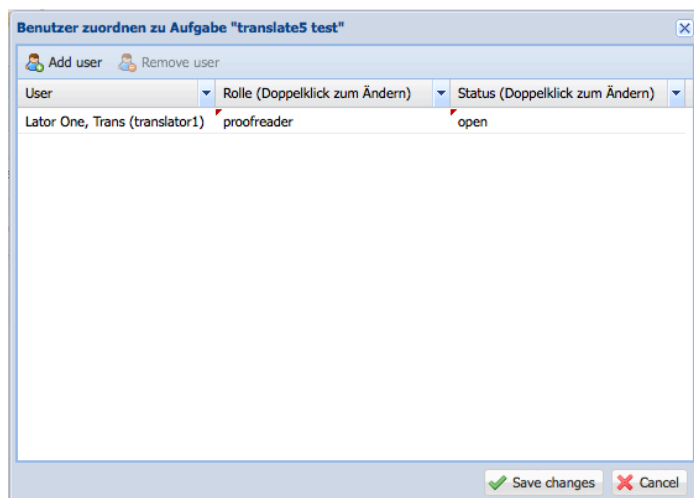 Benutzer zuordnen zu Aufgabe "translate5 test"
Add user Remove user
User Rolle (Doppelklick zum Ändern) Status (Doppelklick zum Ändern)
Lator One, Trans (translator1) proofreader open
Save changes Cancel